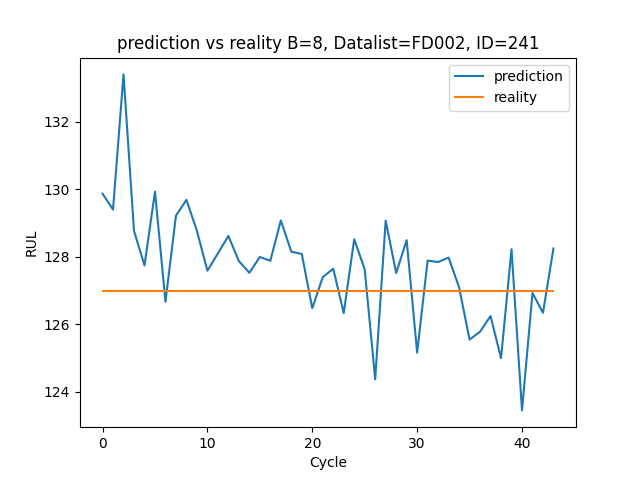 prediction vs reality B=8, Datalist=FD002, ID=241
prediction
reality
RUL
132
130
128
126
124
0 10 20 30 40
Cycle